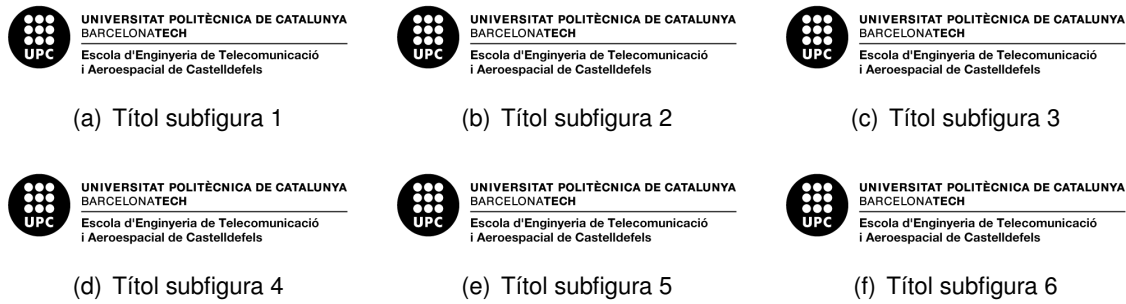 UPC
UNIVERSITAT POLITÈCNICA DE CATALUNYA
BARCELONATECH
Escola d'Enginyeria de Telecomunicació
i Aeroespacial de Castelldefels
(a) Títol subfigura 1
UPC
UNIVERSITAT POLITÈCNICA DE CATALUNYA
BARCELONATECH
Escola d'Enginyeria de Telecomunicació
i Aeroespacial de Castelldefels
(b) Títol subfigura 2
UPC
UNIVERSITAT POLITÈCNICA DE CATALUNYA
BARCELONATECH
Escola d'Enginyeria de Telecomunicació
i Aeroespacial de Castelldefels
(c) Títol subfigura 3
UPC
UNIVERSITAT POLITÈCNICA DE CATALUNYA
BARCELONATECH
Escola d'Enginyeria de Telecomunicació
i Aeroespacial de Castelldefels
(d) Títol subfigura 4
UPC
UNIVERSITAT POLITÈCNICA DE CATALUNYA
BARCELONATECH
Escola d'Enginyeria de Telecomunicació
i Aeroespacial de Castelldefels
(e) Títol subfigura 5
UPC
UNIVERSITAT POLITÈCNICA DE CATALUNYA
BARCELONATECH
Escola d'Enginyeria de Telecomunicació
i Aeroespacial de Castelldefels
(f) Títol subfigura 6